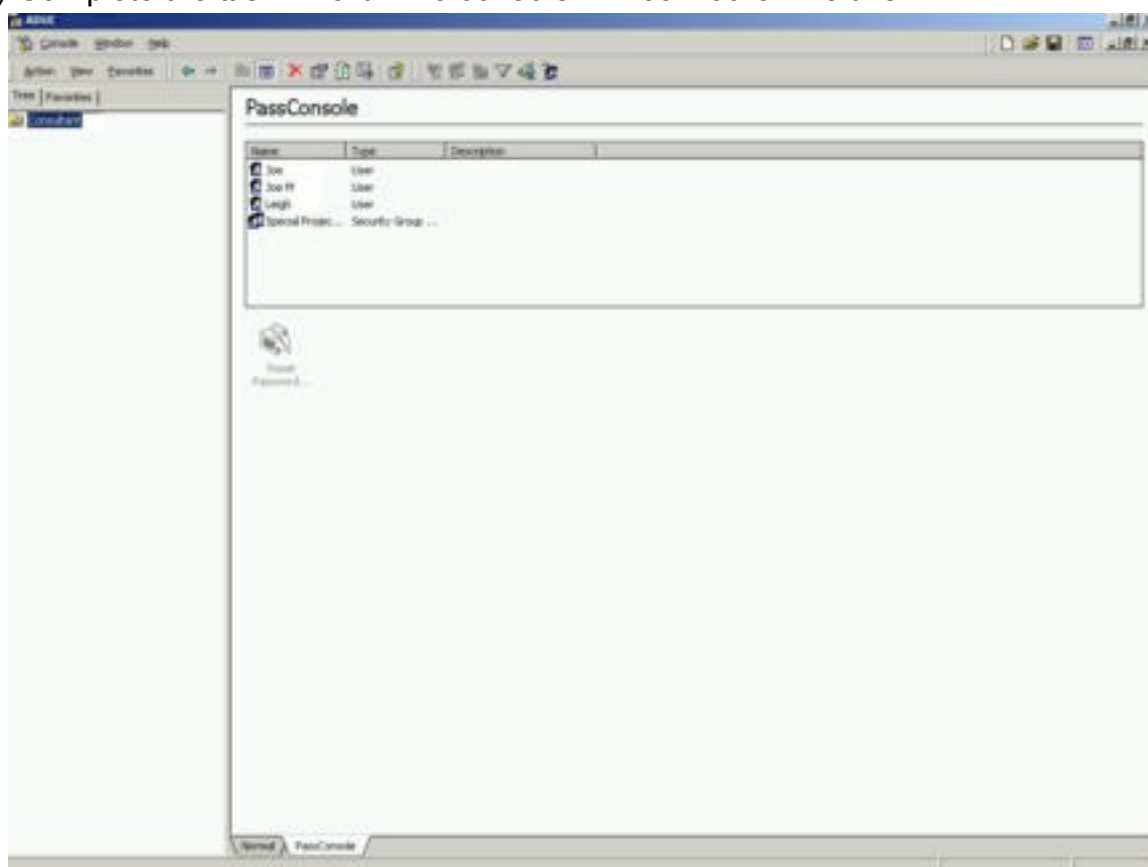 ADUC
Console Window Help
Action View Favorites
Tree Favorites
Consultant
PassConsole
Name Type Description
Joe User
Joe M User
Leigh User
Special Projec... Security Group ...
Reset
Password...
Normal PassConsole